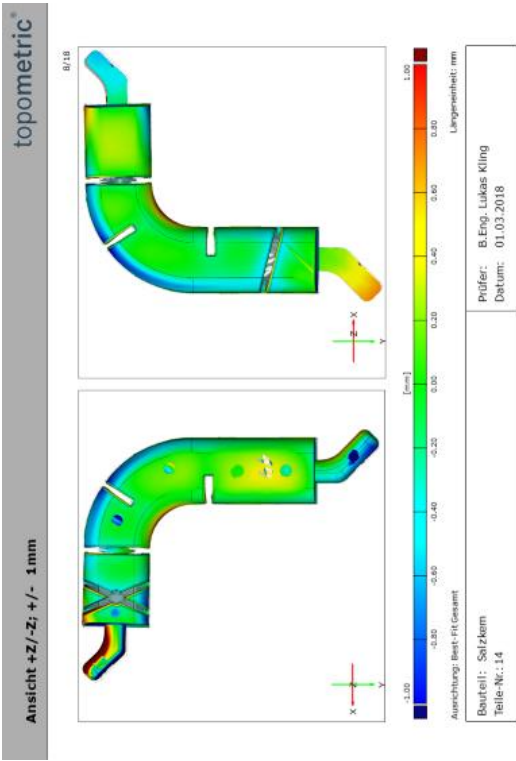 Ansicht +Z/-Z; +/- 1mm
topometric®
8/18
X
Z
Y
Z
X
Y
[mm]
-1.00
-0.80
-0.60
-0.40
-0.20
0.00
0.20
0.40
0.60
0.80
1.00
Ausrichtung: Best-Fit Gesamt
Längeneinheit: mm
Bauteil: Salzkern
Teile-Nr.: 14
Prüfer: B.Eng. Lukas Kling
Datum: 01.03.2018